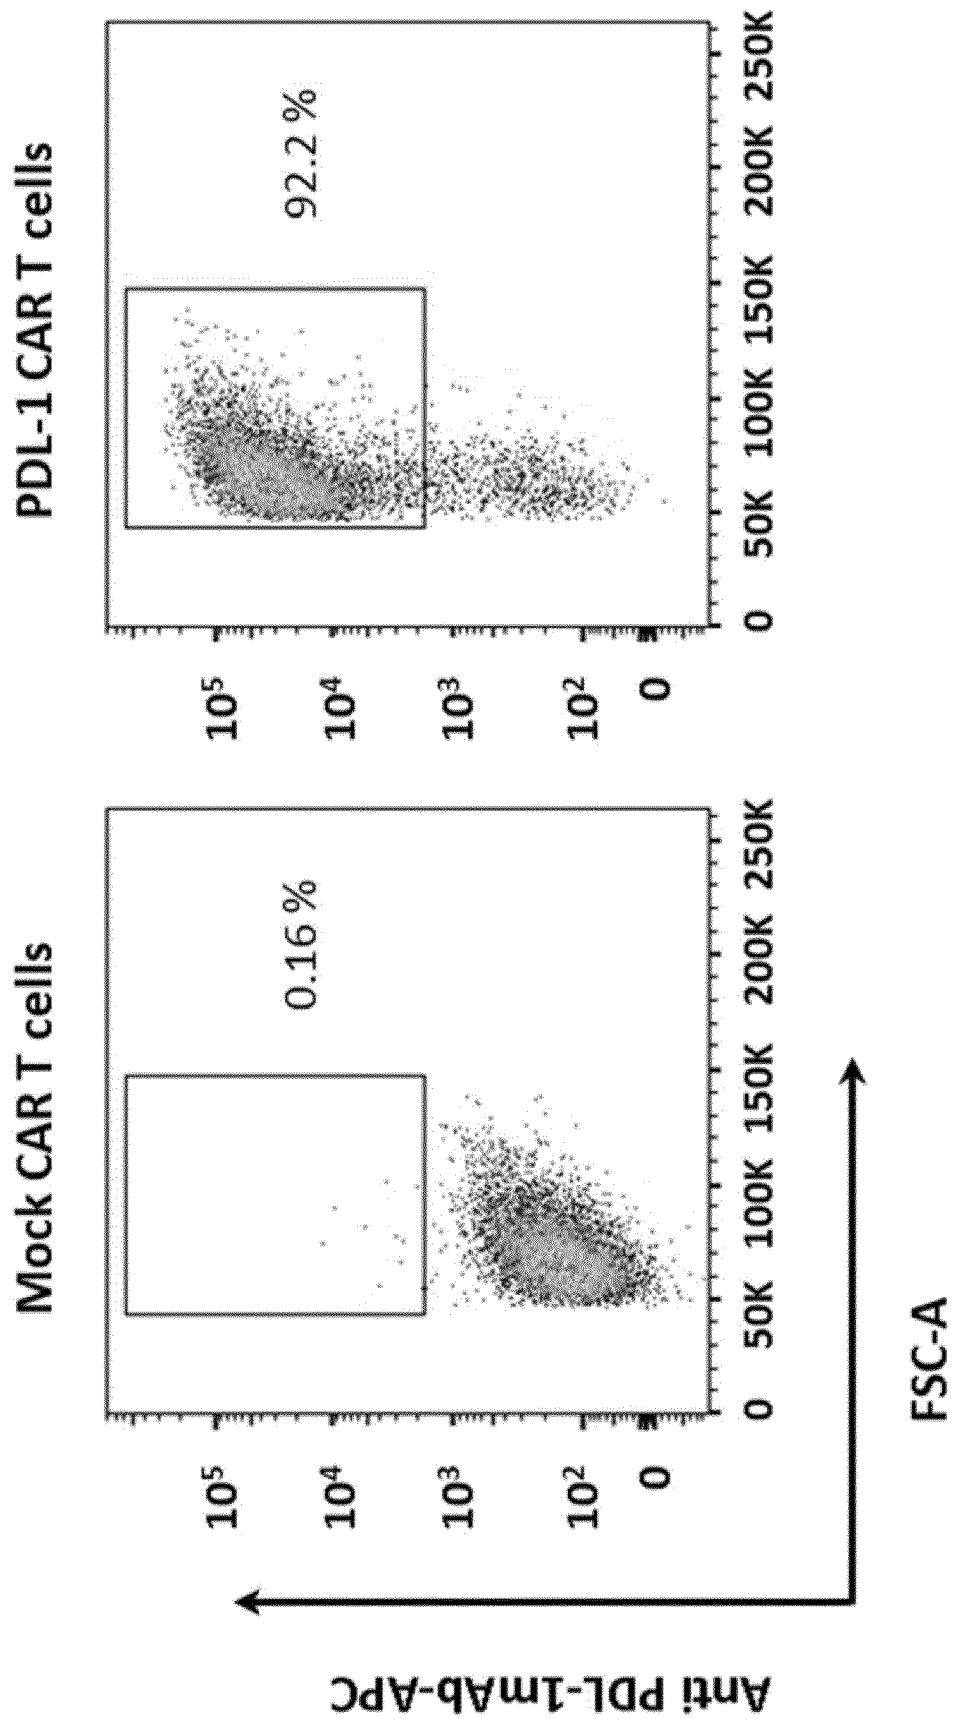 Mock CAR T cells
PDL-1 CAR T cells
Anti PDL-1mAb-APC
10⁵
10⁴
10³
10²
0
0.16 %
0 50K 100K 150K 200K 250K
10⁵
10⁴
10³
10²
0
92.2 %
0 50K 100K 150K 200K 250K
FSC-A